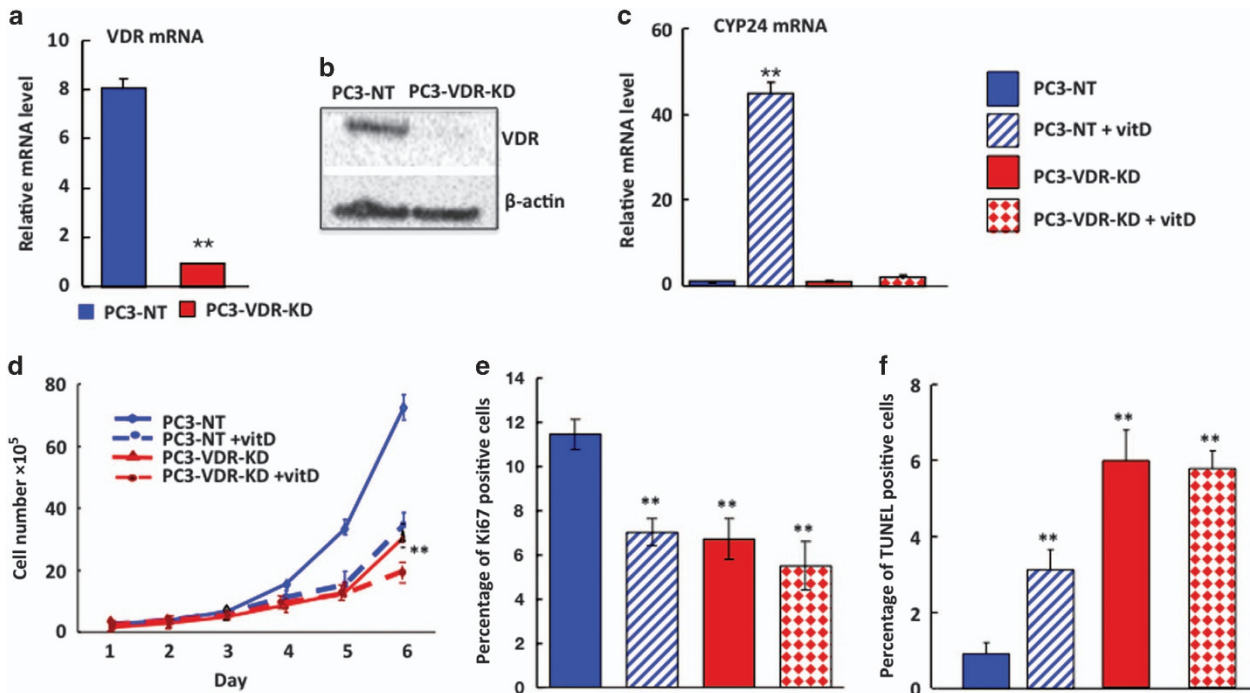 a
VDR mRNA
Relative mRNA level
10
8
6
4
2
0
**
PC3-NT PC3-VDR-KD
b
PC3-NT PC3-VDR-KD
VDR
β-actin
c
CYP24 mRNA
Relative mRNA level
60
40
20
0
**
PC3-NT
PC3-NT + vitD
PC3-VDR-KD
PC3-VDR-KD + vitD
d
Cell number ×10⁵
80
60
40
20
0
PC3-NT
PC3-NT +vitD
PC3-VDR-KD
PC3-VDR-KD +vitD
**
1 2 3 4 5 6
Day
e
Percentage of Ki67 positive cells
14
12
10
8
6
4
2
0
** ** **
f
Percentage of TUNEL positive cells
8
6
4
2
0
** ** **